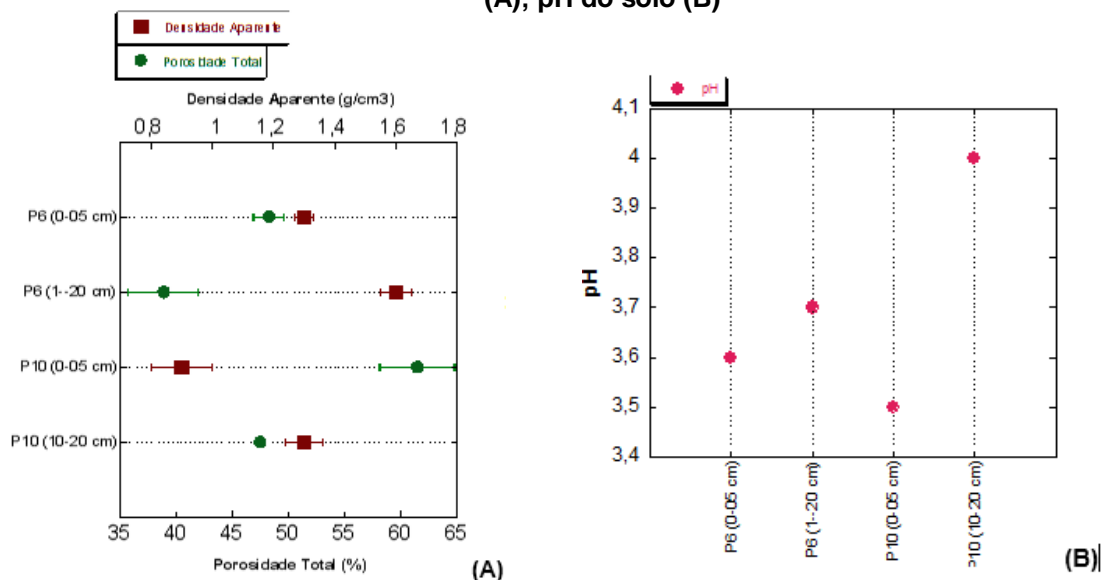 (A), pH do solo (B)
Densidade Aparente
Porosidade Total
Densidade Aparente (g/cm3)
0,8 1 1,2 1,4 1,6 1,8
P6 (0-05 cm)
P6 (1--20 cm)
P10 (0-05 cm)
P10 (10-20 cm)
35 40 45 50 55 60 65
Porosidade Total (%)
(A)
pH
4,1
4
3,9
3,8
3,7
3,6
3,5
3,4
pH
P6 (0-05 cm)
P6 (1--20 cm)
P10 (0-05 cm)
P10 (10-20 cm)
(B)